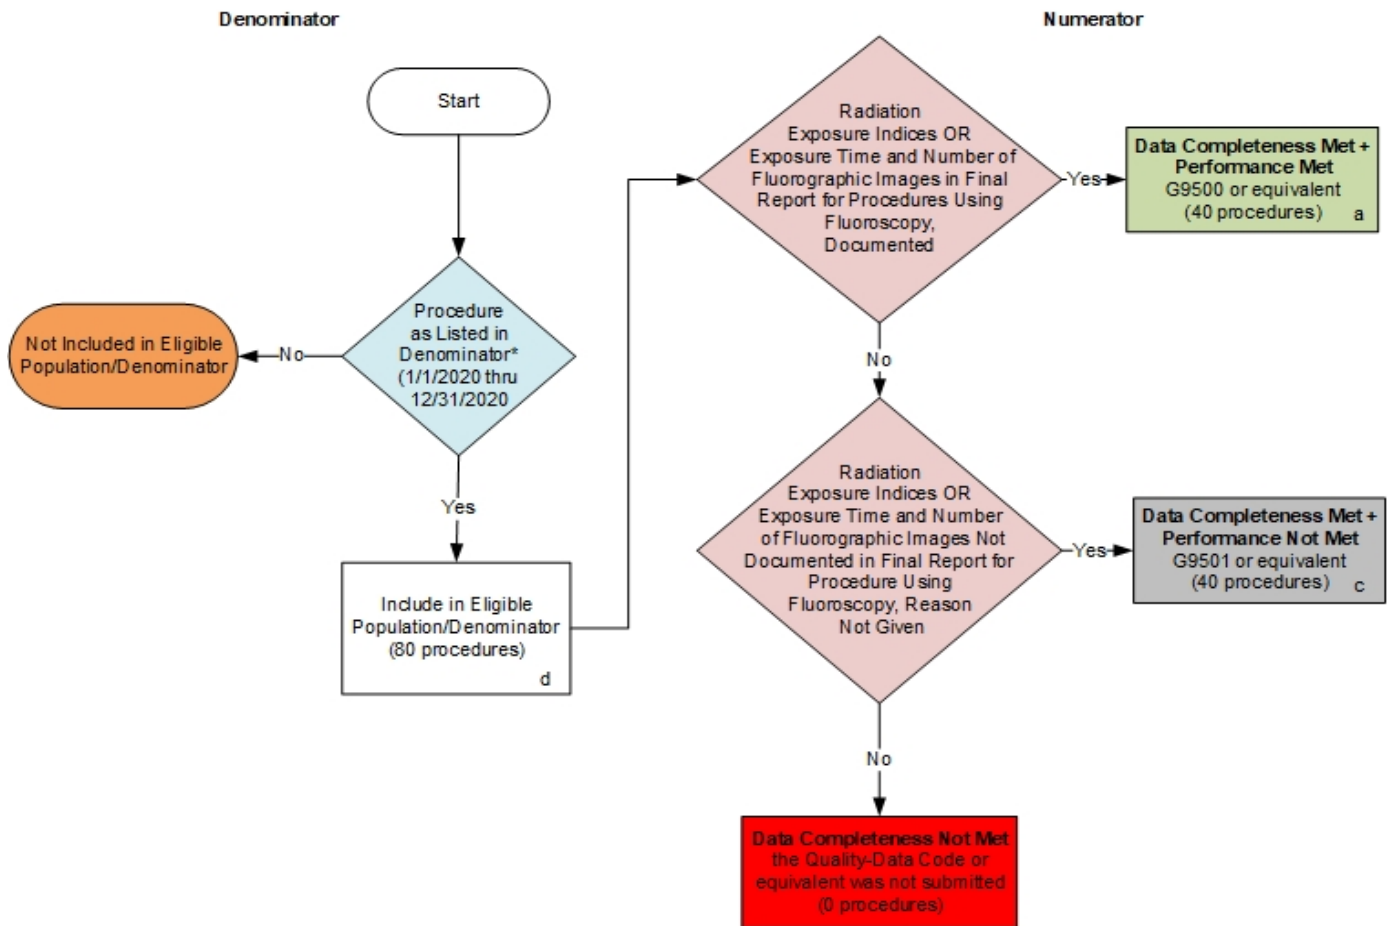 Denominator
Numerator
Start
Procedure
as Listed in
Denominator*
(1/1/2020 thru
12/31/2020
No
Not Included in Eligible
Population/Denominator
Yes
Include in Eligible
Population/Denominator
(80 procedures)
d
Radiation
Exposure Indices OR
Exposure Time and Number of
Fluorographic Images in Final
Report for Procedures Using
Fluoroscopy,
Documented
Yes
Data Completeness Met +
Performance Met
G9500 or equivalent
(40 procedures)
a
No
Radiation
Exposure Indices OR
Exposure Time and Number
of Fluorographic Images Not
Documented in Final Report for
Procedure Using
Fluoroscopy, Reason
Not Given
Yes
Data Completeness Met +
Performance Not Met
G9501 or equivalent
(40 procedures)
c
No
Data Completeness Not Met
the Quality-Data Code or
equivalent was not submitted
(0 procedures)